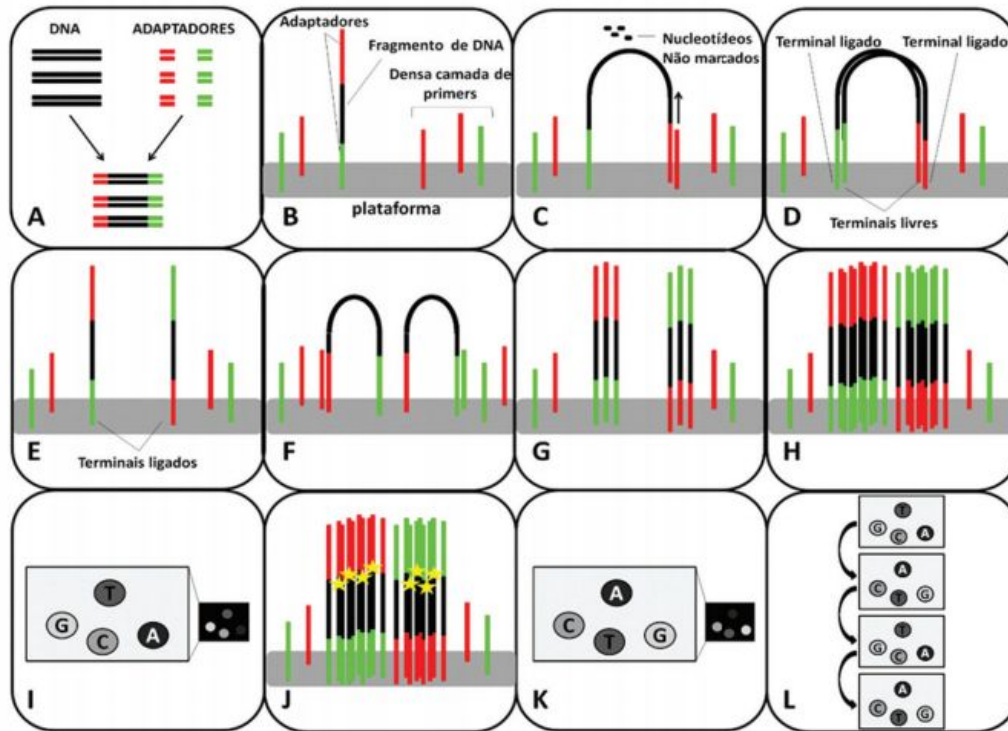 DNA
ADAPTADORES
A
Adaptadores
Fragmento de DNA
Densa camada de
primers
plataforma
B
Nucleotídeos
Não marcados
C
Terminal ligado
Terminal ligado
Terminais livres
D
Terminais ligados
E
F
G
H
T
G
C
A
I
J
A
C
T
G
K
T
G
C
A
A
C
T
G
T
G
C
A
A
C
T
G
L